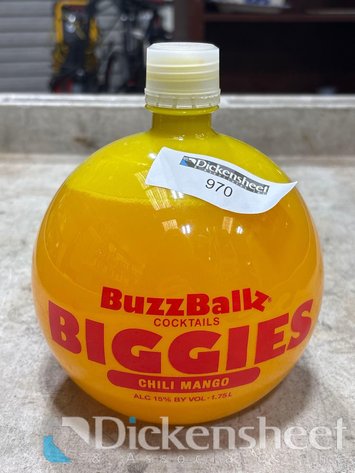 Dickensheet
970
BuzzBallz
COCKTAILS
BIGGIES
CHILI MANGO
ALC 15% BY VOL - 1.75L
Dickensheet